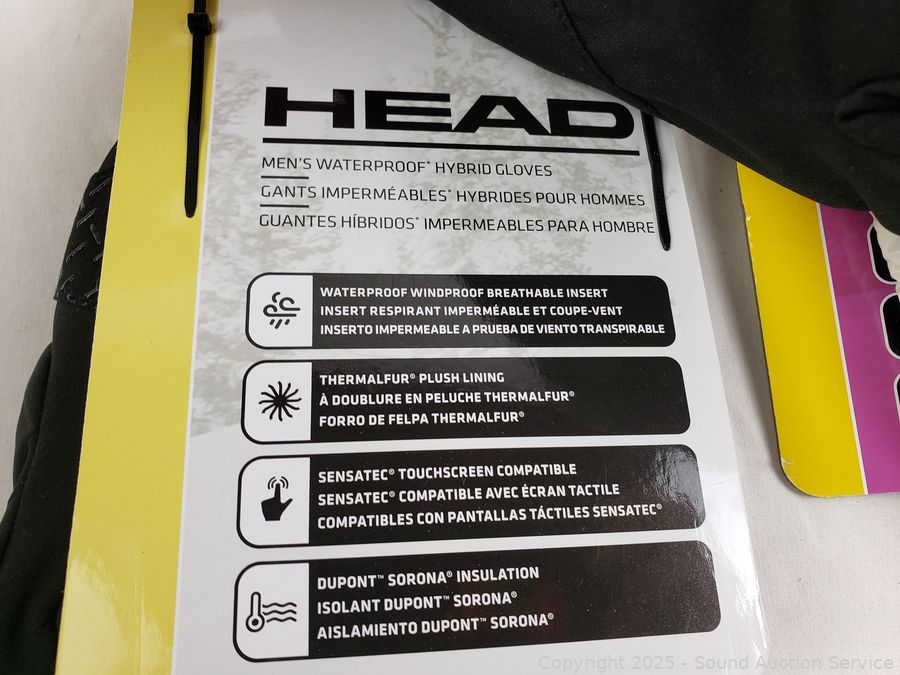 HEAD
MEN'S WATERPROOF* HYBRID GLOVES
GANTS IMPERMÉABLES* HYBRIDES POUR HOMMES
GUANTES HÍBRIDOS* IMPERMEABLES PARA HOMBRE
WATERPROOF WINDPROOF BREATHABLE INSERT
INSERT RESPIRANT IMPERMÉABLE ET COUPE-VENT
INSERTO IMPERMEABLE A PRUEBA DE VIENTO TRANSPIRABLE
THERMALFUR® PLUSH LINING
À DOUBLURE EN PELUCHE THERMALFUR®
FORRO DE FELPA THERMALFUR®
SENSATEC® TOUCHSCREEN COMPATIBLE
SENSATEC® COMPATIBLE AVEC ÉCRAN TACTILE
COMPATIBLES CON PANTALLAS TÁCTILES SENSATEC®
DUPONT™ SORONA® INSULATION
ISOLANT DUPONT™ SORONA®
AISLAMIENTO DUPONT™ SORONA®
Copyright 2025 - Sound Auction Service